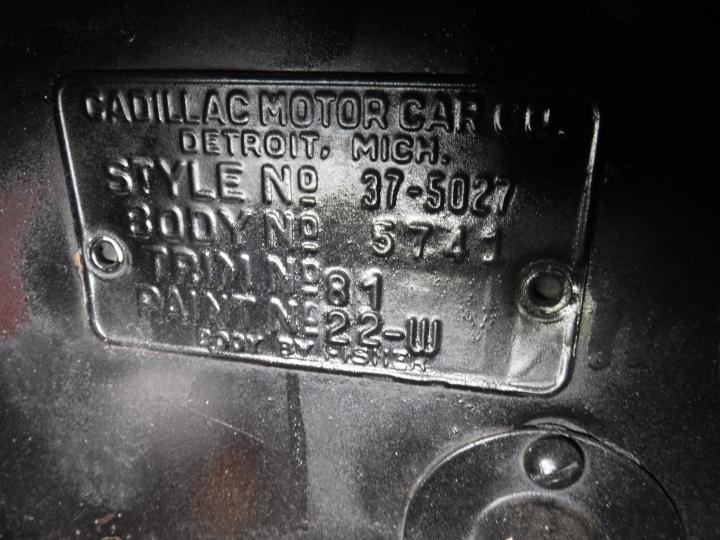 CADILLAC MOTOR CAR CO.
DETROIT, MICH.
STYLE NO 37-5027
BODY NO 5741
TRIM NO 81
PAINT NO 22-W
BODY BY FISHER